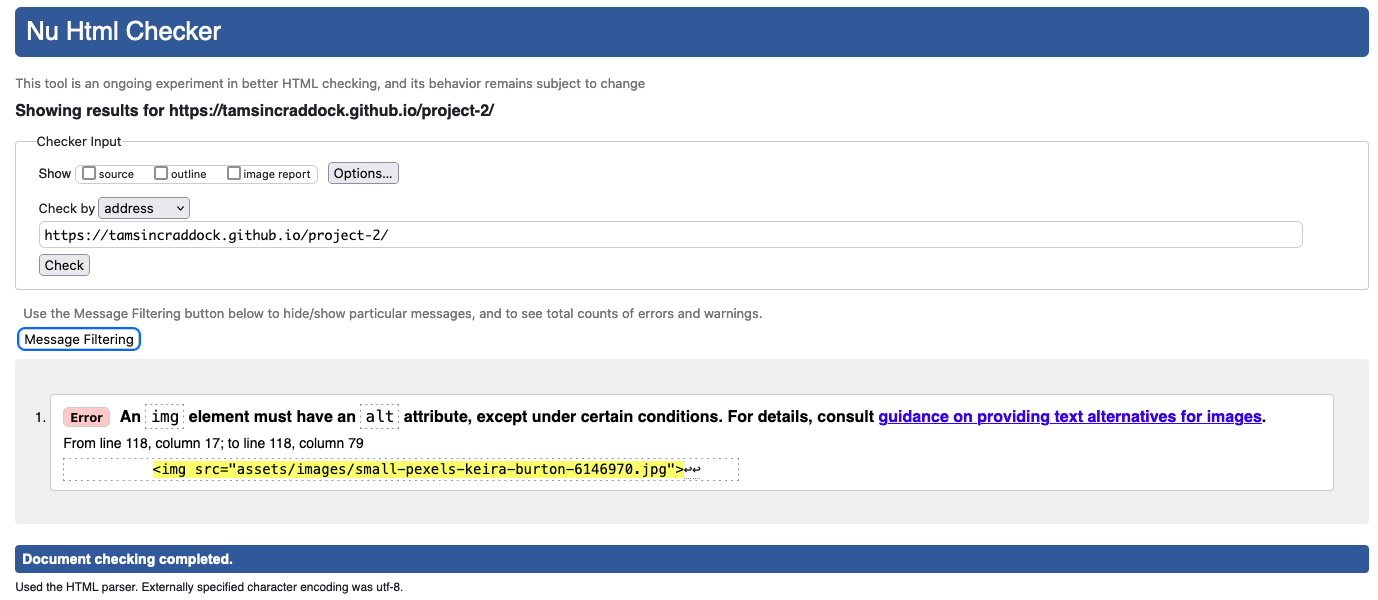 Nu Html Checker
This tool is an ongoing experiment in better HTML checking, and its behavior remains subject to change
Showing results for https://tamsincraddock.github.io/project-2/
Checker Input
Show source outline image report Options...
Check by address
https://tamsincraddock.github.io/project-2/
Check
Use the Message Filtering button below to hide/show particular messages, and to see total counts of errors and warnings.
Message Filtering
1. Error An img element must have an alt attribute, except under certain conditions. For details, consult guidance on providing text alternatives for images.
From line 118, column 17; to line 118, column 79
<img src="assets/images/small-pexels-keira-burton-6146970.jpg">↩↩
Document checking completed.
Used the HTML parser. Externally specified character encoding was utf-8.